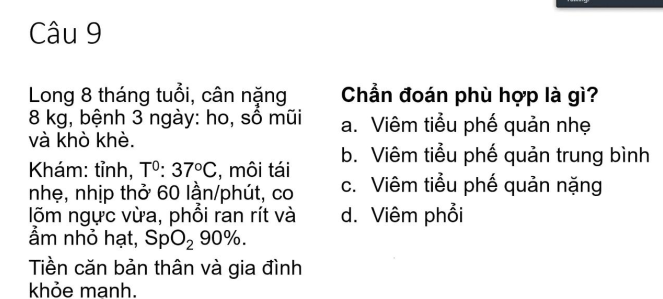 Câu 9
Long 8 tháng tuổi, cân nặng
8 kg, bệnh 3 ngày: ho, sổ mũi
và khò khè.
Khám: tỉnh, T⁰: 37⁰C, môi tái
nhẹ, nhịp thở 60 lần/phút, co
lõm ngực vừa, phổi ran rít và
ẩm nhỏ hạt, SpO₂ 90%.
Tiền căn bản thân và gia đình
khỏe mạnh.
Chẩn đoán phù hợp là gì?
a. Viêm tiểu phế quản nhẹ
b. Viêm tiểu phế quản trung bình
c. Viêm tiểu phế quản nặng
d. Viêm phổi